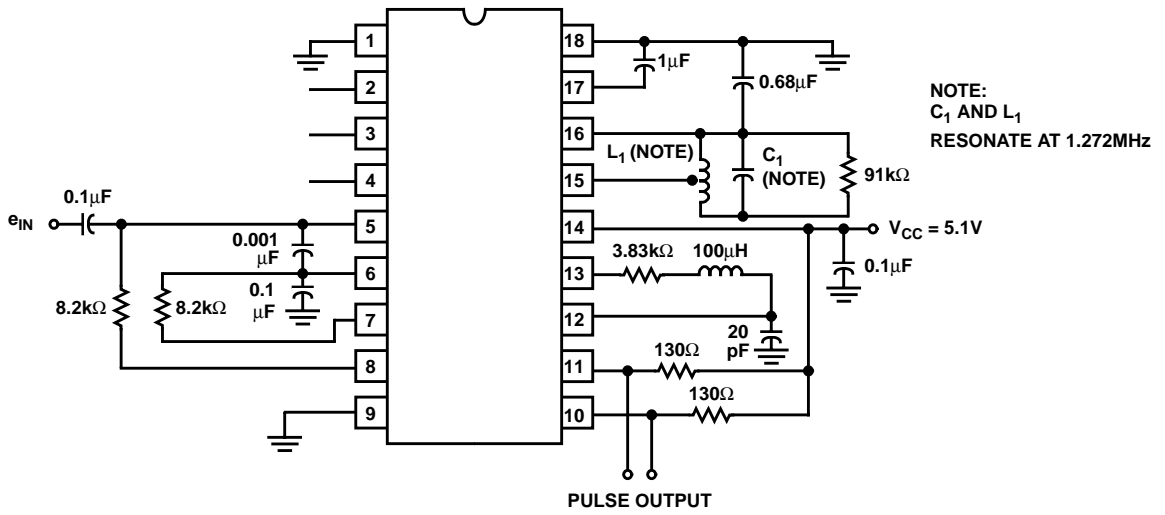 1
2
3
4
5
6
7
8
9
18
17
16
15
14
13
12
11
10
1µF
0.68µF
NOTE:
C₁ AND L₁
RESONATE AT 1.272MHz
L₁ (NOTE)
C₁
(NOTE)
91kΩ
0.1µF
eIN
0.001
µF
0.1
µF
8.2kΩ
8.2kΩ
VCC = 5.1V
3.83kΩ
100µH
0.1µF
20
pF
130Ω
130Ω
PULSE OUTPUT